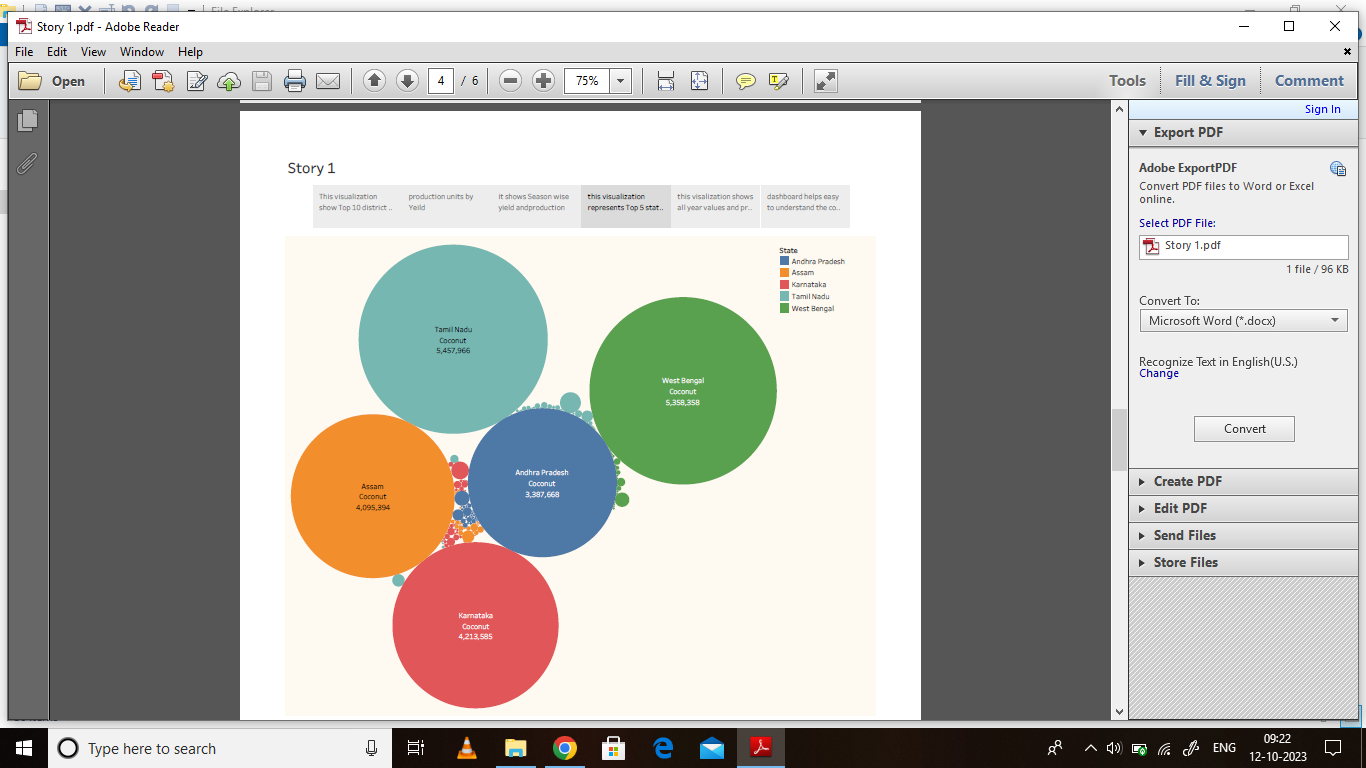 File Explorer
Story 1.pdf - Adobe Reader
File Edit View Window Help
Open
4 / 6
75%
Tools Fill & Sign Comment
Sign In
Export PDF
Adobe ExportPDF
Convert PDF files to Word or Excel
online.
Select PDF File:
Story 1.pdf
1 file / 96 KB
Convert To:
Microsoft Word (*.docx)
Recognize Text in English(U.S.)
Change
Convert
Create PDF
Edit PDF
Send Files
Store Files
Story 1
This visualization
show Top 10 district ..
production units by
Yeild
it shows Season wise
yield andproduction
this visualization
represents Top 5 stat..
this visalization shows
all year values and pr..
dashboard helps easy
to understand the co..
State
Andhra Pradesh
Assam
Karnataka
Tamil Nadu
West Bengal
Tamil Nadu
Coconut
5,457,966
West Bengal
Coconut
5,358,358
Andhra Pradesh
Coconut
3,387,668
Assam
Coconut
4,095,394
Karnataka
Coconut
4,213,585
Type here to search
ENG
09:22
12-10-2023